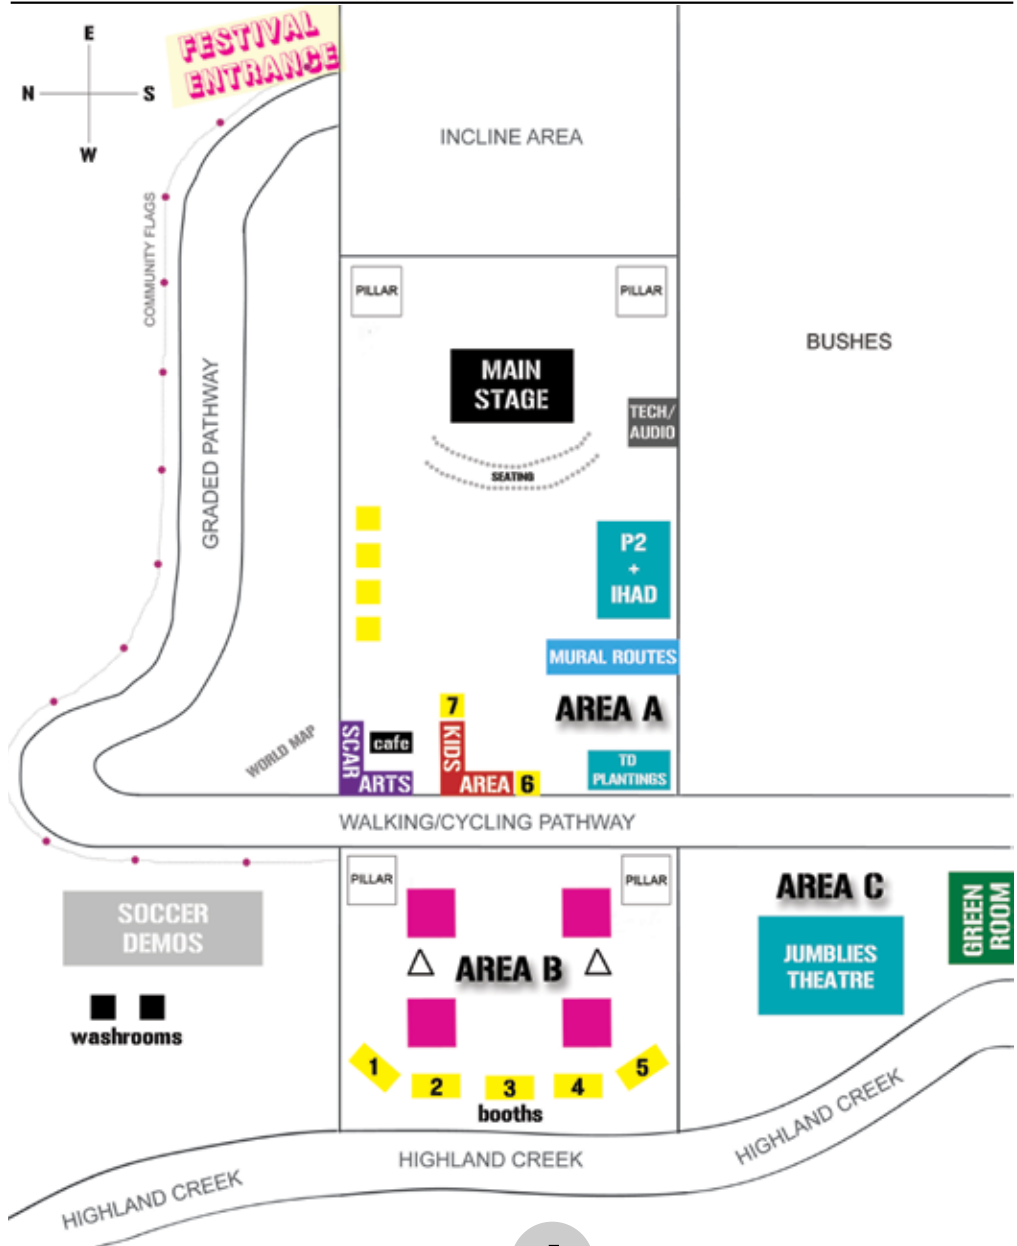 E
N
S
W
FESTIVAL
ENTRANCE
INCLINE AREA
COMMUNITY FLAGS
GRADED PATHWAY
PILLAR
PILLAR
BUSHES
MAIN
STAGE
TECH/
AUDIO
SEATING
P2
+
IHAD
MURAL ROUTES
AREA A
7
KIDS
AREA
6
SCAR
ARTS
cafe
WORLD MAP
TD
PLANTINGS
WALKING/CYCLING PATHWAY
PILLAR
PILLAR
AREA B
AREA C
GREEN
ROOM
JUMBLIES
THEATRE
SOCCER
DEMOS
washrooms
1
2
3
4
5
booths
HIGHLAND CREEK
HIGHLAND CREEK
HIGHLAND CREEK